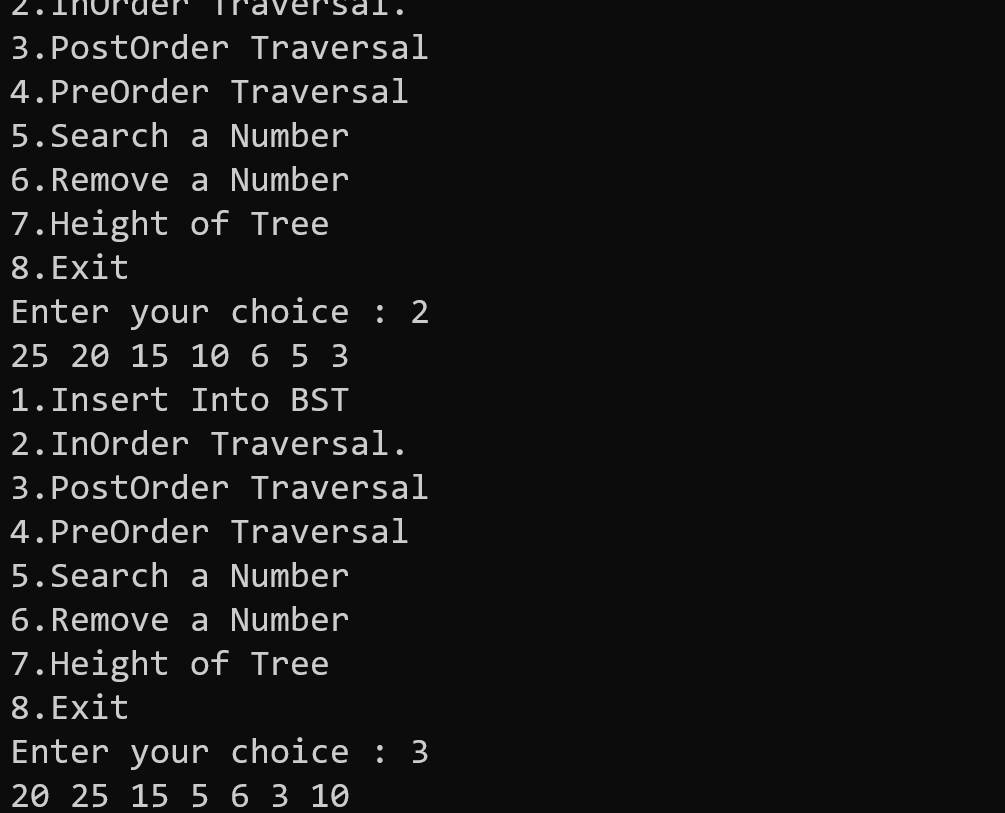 2.InOrder Traversal.
3.PostOrder Traversal
4.PreOrder Traversal
5.Search a Number
6.Remove a Number
7.Height of Tree
8.Exit
Enter your choice : 2
25 20 15 10 6 5 3
1.Insert Into BST
2.InOrder Traversal.
3.PostOrder Traversal
4.PreOrder Traversal
5.Search a Number
6.Remove a Number
7.Height of Tree
8.Exit
Enter your choice : 3
20 25 15 5 6 3 10